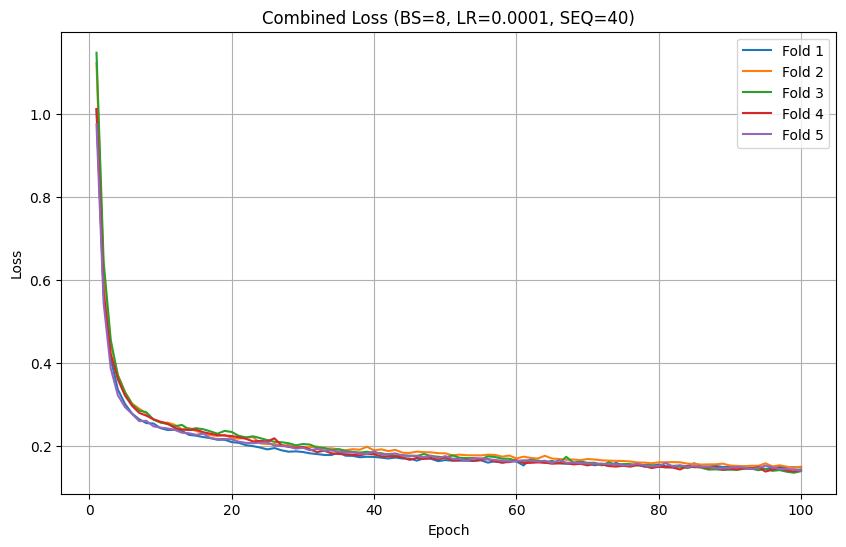 Combined Loss (BS=8, LR=0.0001, SEQ=40)
Fold 1
Fold 2
Fold 3
Fold 4
Fold 5
Loss
1.0
0.8
0.6
0.4
0.2
0 20 40 60 80 100
Epoch